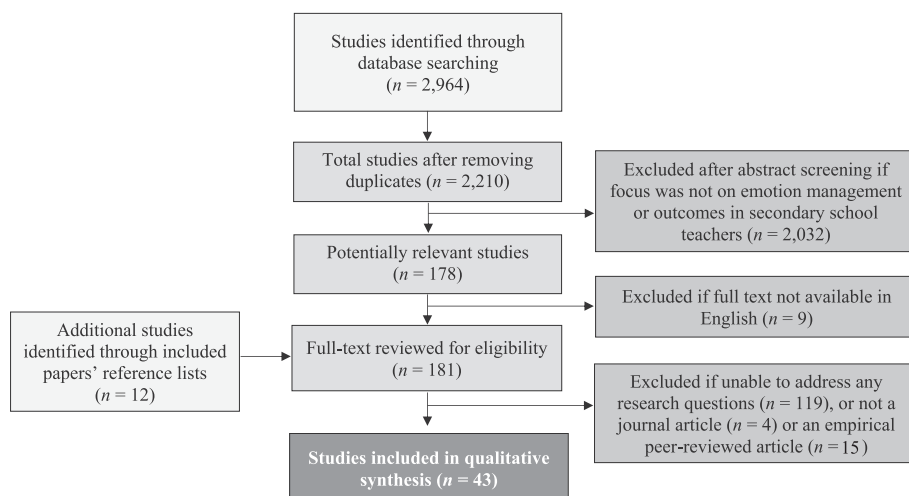 Studies identified through
database searching
(n = 2,964)
Total studies after removing
duplicates (n = 2,210)
Excluded after abstract screening if
focus was not on emotion management
or outcomes in secondary school
teachers (n = 2,032)
Potentially relevant studies
(n = 178)
Excluded if full text not available in
English (n = 9)
Additional studies
identified through included
papers' reference lists
(n = 12)
Full-text reviewed for eligibility
(n = 181)
Excluded if unable to address any
research questions (n = 119), or not a
journal article (n = 4) or an empirical
peer-reviewed article (n = 15)
Studies included in qualitative
synthesis (n = 43)